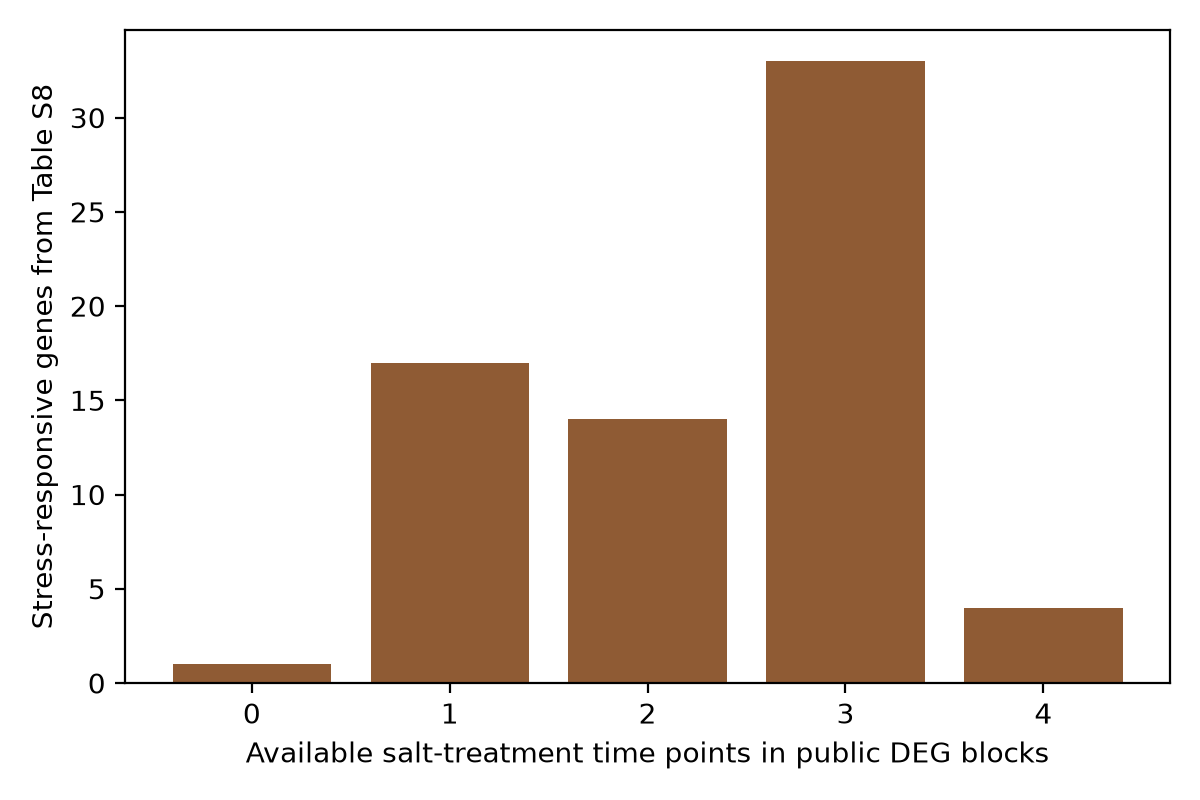 Stress-responsive genes from Table S8
30
25
20
15
10
5
0
0 1 2 3 4
Available salt-treatment time points in public DEG blocks